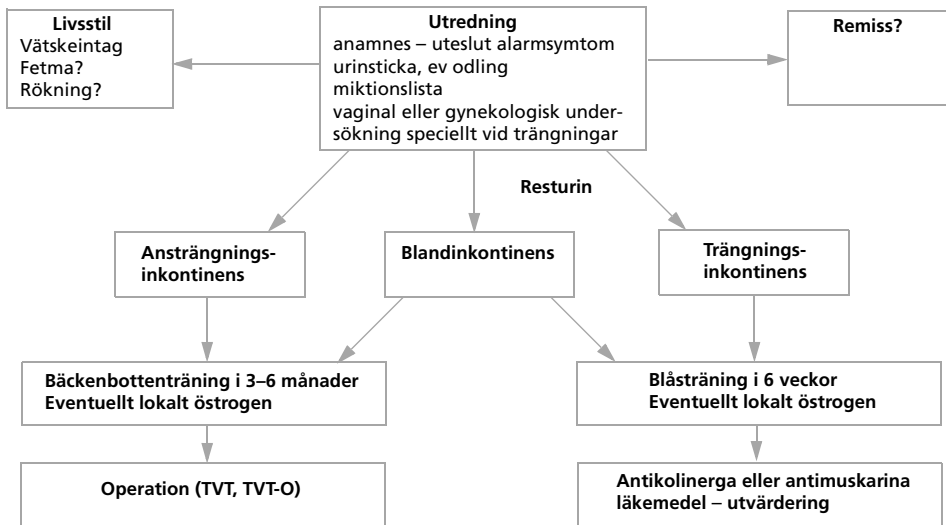 Livsstil
Vätskeintag
Fetma?
Rökning?
Utredning
anamnes – uteslut alarmsymtom
urinsticka, ev odling
miktionslista
vaginal eller gynekologisk under-
sökning speciellt vid trängningar
Remiss?
Resturin
Ansträngnings-
inkontinens
Blandinkontinens
Trängnings-
inkontinens
Bäckenbottenträning i 3–6 månader
Eventuellt lokalt östrogen
Blåsträning i 6 veckor
Eventuellt lokalt östrogen
Operation (TVT, TVT-O)
Antikolinerga eller antimuskarina
läkemedel – utvärdering